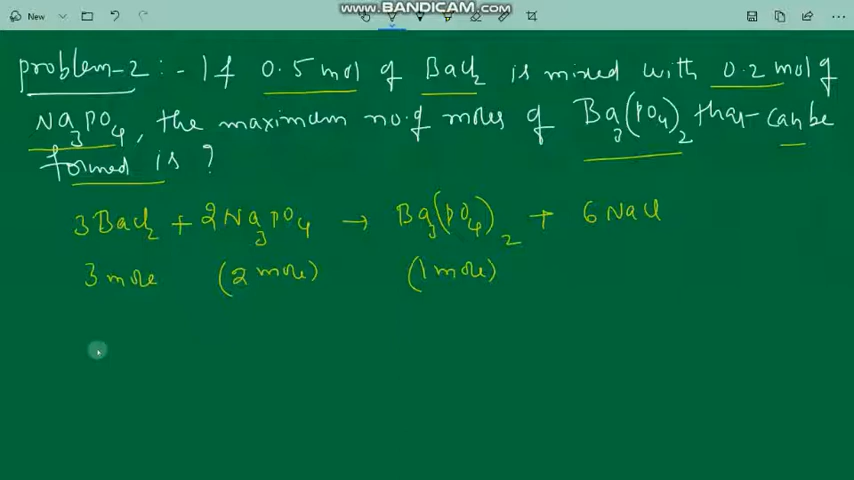 www.BANDICAM.com
New
problem-2 :- If 0.5 mol of BaCl2 is mixed with 0.2 mol of
Na3PO4, the maximum no.of moles of Ba3(PO4)2 that can be
formed is ?
3BaCl2 + 2Na3PO4 → Ba3(PO4)2 + 6NaCl
3 mole (2 mole) (1 mole)